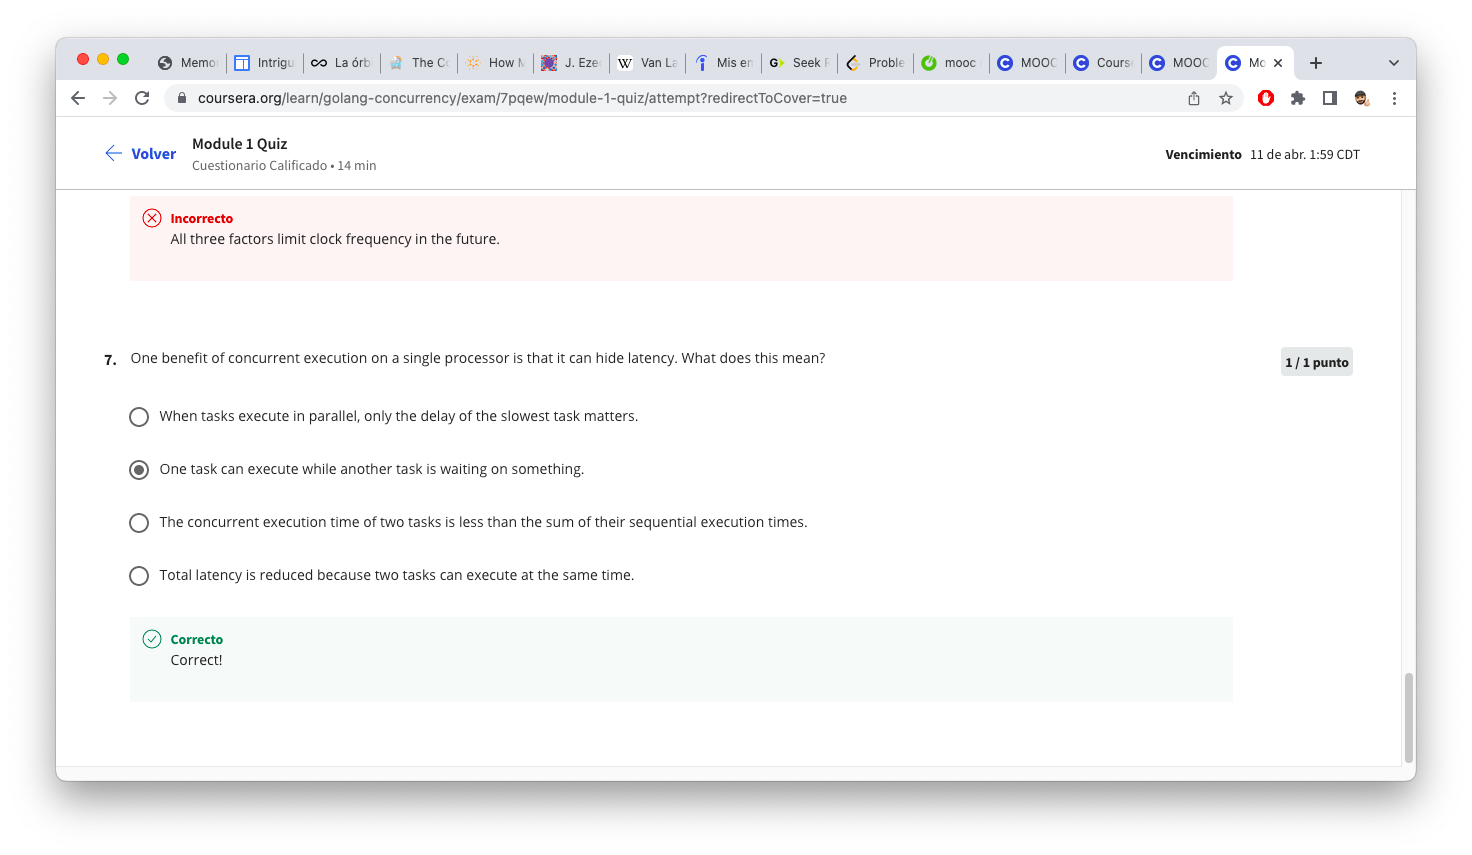 Memo
Intrigu
La órb
The Co
How M
J. Eze
W Van La
Mis en
G Seek
Proble
mooc
MOOC
Cours
MOOC
Mo
coursera.org/learn/golang-concurrency/exam/7pqew/module-1-quiz/attempt?redirectToCover=true
Volver
Module 1 Quiz
Cuestionario Calificado • 14 min
Vencimiento 11 de abr. 1:59 CDT
Incorrecto
All three factors limit clock frequency in the future.
7. One benefit of concurrent execution on a single processor is that it can hide latency. What does this mean?
1 / 1 punto
When tasks execute in parallel, only the delay of the slowest task matters.
One task can execute while another task is waiting on something.
The concurrent execution time of two tasks is less than the sum of their sequential execution times.
Total latency is reduced because two tasks can execute at the same time.
Correcto
Correct!